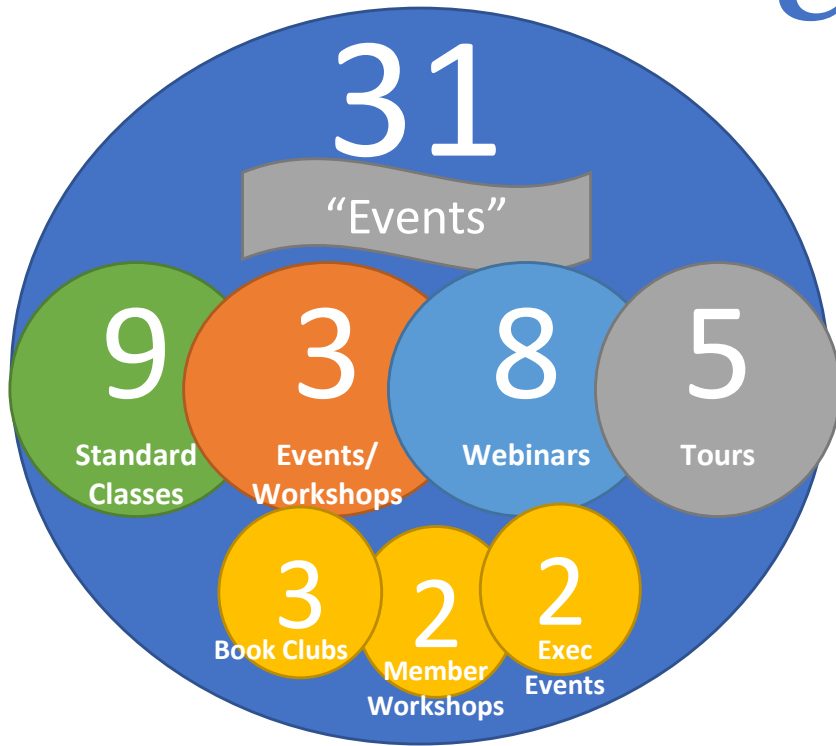 31
“Events”
9
Standard
Classes
3
Events/
Workshops
8
Webinars
5
Tours
3
Book Clubs
2
Member
Workshops
2
Exec
Events